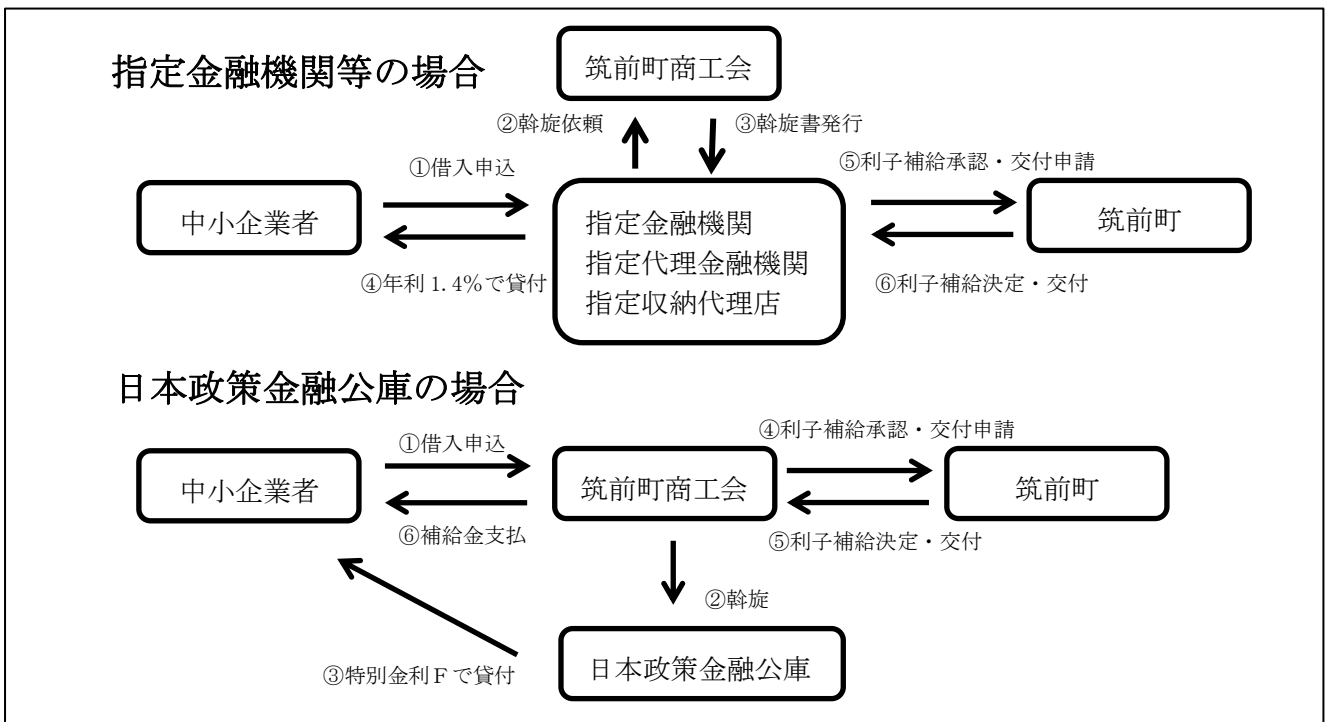 指定金融機関等の場合
筑前町商工会
②斡旋依頼
③斡旋書発行
①借入申込
⑤利子補給承認・交付申請
中小企業者
指定金融機関
指定代理金融機関
指定収納代理店
筑前町
④年利1.4%で貸付
⑥利子補給決定・交付
日本政策金融公庫の場合
①借入申込
④利子補給承認・交付申請
中小企業者
筑前町商工会
筑前町
⑥補給金支払
⑤利子補給決定・交付
②斡旋
③特別金利Fで貸付
日本政策金融公庫